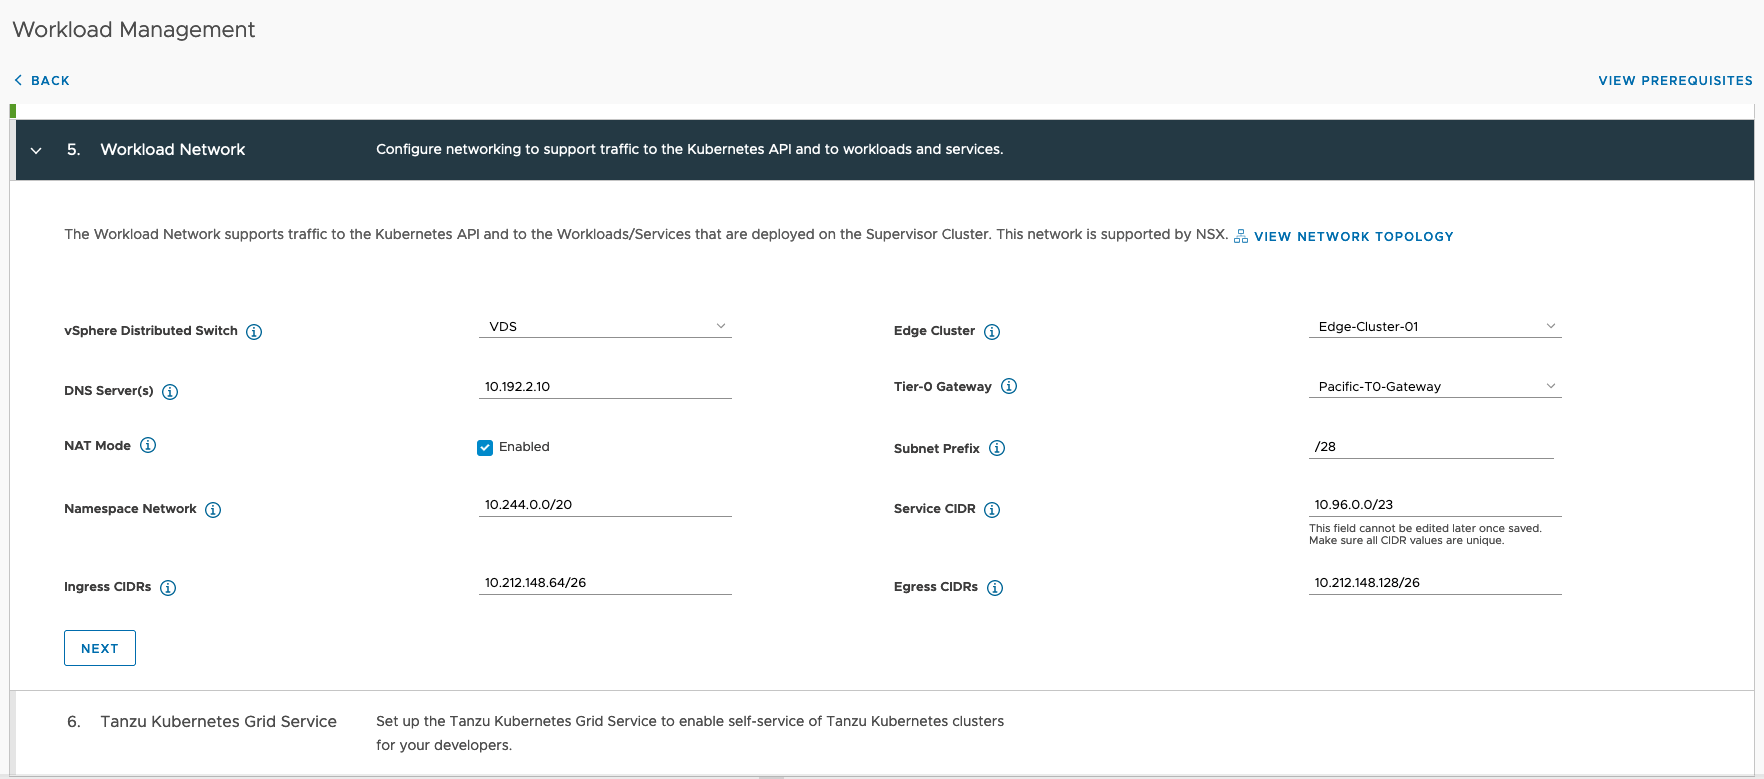 Workload Management
BACK
VIEW PREREQUISITES
5. Workload Network
Configure networking to support traffic to the Kubernetes API and to workloads and services.
The Workload Network supports traffic to the Kubernetes API and to the Workloads/Services that are deployed on the Supervisor Cluster. This network is supported by NSX. VIEW NETWORK TOPOLOGY
vSphere Distributed Switch
VDS
Edge Cluster
Edge-Cluster-01
DNS Server(s)
10.192.2.10
Tier-0 Gateway
Pacific-T0-Gateway
NAT Mode
Enabled
Subnet Prefix
/28
Namespace Network
10.244.0.0/20
Service CIDR
10.96.0.0/23
This field cannot be edited later once saved.
Make sure all CIDR values are unique.
Ingress CIDRs
10.212.148.64/26
Egress CIDRs
10.212.148.128/26
NEXT
6. Tanzu Kubernetes Grid Service
Set up the Tanzu Kubernetes Grid Service to enable self-service of Tanzu Kubernetes clusters
for your developers.